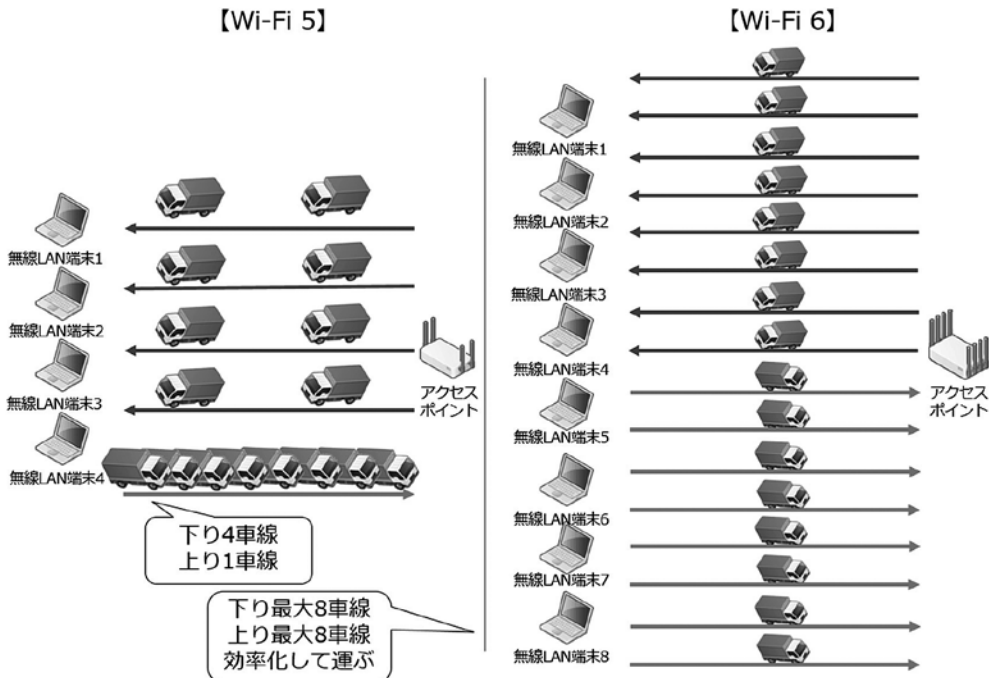 【Wi-Fi 5】
無線LAN端末1
無線LAN端末2
無線LAN端末3
無線LAN端末4
アクセス
ポイント
下り4車線
上り1車線
【Wi-Fi 6】
無線LAN端末1
無線LAN端末2
無線LAN端末3
無線LAN端末4
無線LAN端末5
無線LAN端末6
無線LAN端末7
無線LAN端末8
アクセス
ポイント
下り最大8車線
上り最大8車線
効率化して運ぶ